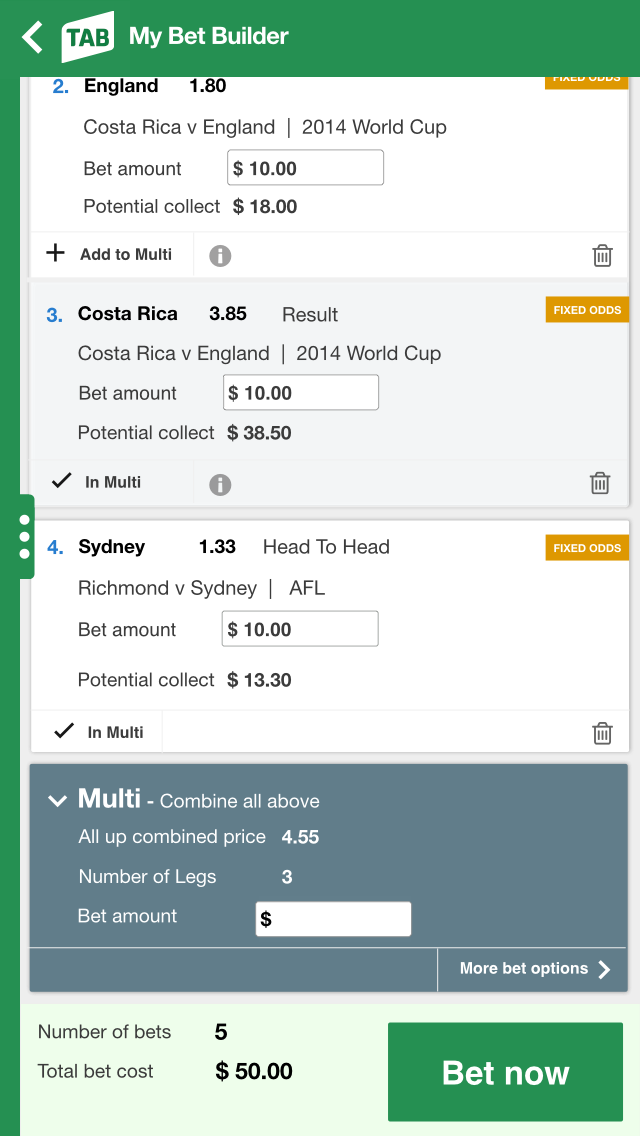 TAB My Bet Builder
2. England 1.80 FIXED ODDS
Costa Rica v England | 2014 World Cup
Bet amount $ 10.00
Potential collect $ 18.00
+ Add to Multi i
3. Costa Rica 3.85 Result FIXED ODDS
Costa Rica v England | 2014 World Cup
Bet amount $ 10.00
Potential collect $ 38.50
In Multi i
4. Sydney 1.33 Head To Head FIXED ODDS
Richmond v Sydney | AFL
Bet amount $ 10.00
Potential collect $ 13.30
In Multi
Multi - Combine all above
All up combined price 4.55
Number of Legs 3
Bet amount $
More bet options
Number of bets 5
Total bet cost $ 50.00
Bet now